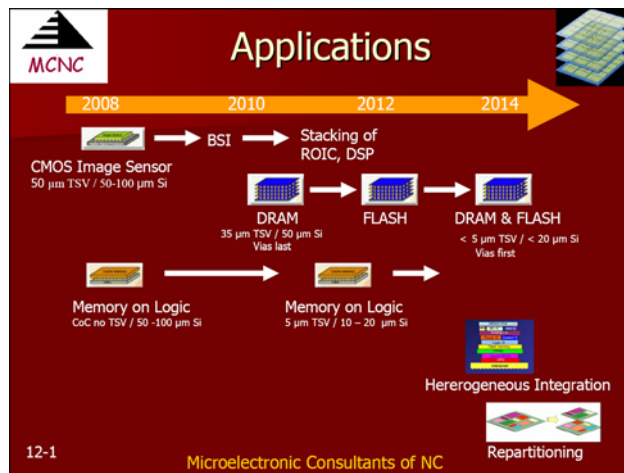 MCNC
Applications
2008 2010 2012 2014
BSI
Stacking of
ROIC, DSP
CMOS Image Sensor
50 µm TSV / 50-100 µm Si
DRAM
35 µm TSV / 50 µm Si
Vias last
FLASH
DRAM & FLASH
< 5 µm TSV / < 20 µm Si
Vias first
Memory on Logic
CoC no TSV / 50 -100 µm Si
Memory on Logic
5 µm TSV / 10 – 20 µm Si
Hererogeneous Integration
Repartitioning
12-1
Microelectronic Consultants of NC